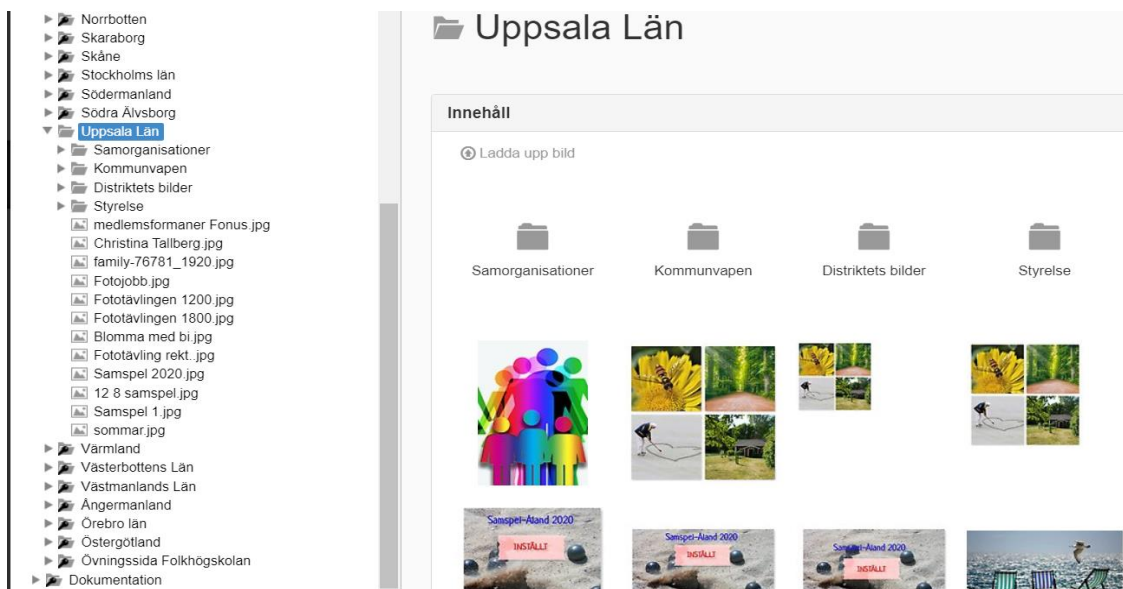 Norrbotten
Skaraborg
Skåne
Stockholms län
Södermanland
Södra Älvsborg
Uppsala Län
Samorganisationer
Kommunvapen
Distriktets bilder
Styrelse
medlemsformaner Fonus.jpg
Christina Tallberg.jpg
family-76781_1920.jpg
Fotojobb.jpg
Fototävlingen 1200.jpg
Fototävlingen 1800.jpg
Blomma med bi.jpg
Fototävling rekt..jpg
Samspel 2020.jpg
12 8 samspel.jpg
Samspel 1.jpg
sommar.jpg
Värmland
Västerbottens Län
Västmanlands Län
Ångermanland
Örebro län
Östergötland
Övningssida Folkhögskolan
Dokumentation
Uppsala Län
Innehåll
Ladda upp bild
Samorganisationer
Kommunvapen
Distriktets bilder
Styrelse
Samspel-Åland 2020
INSTÄLLT
Samspel-Åland 2020
INSTÄLLT
Samspel-Åland 2020
INSTÄLLT